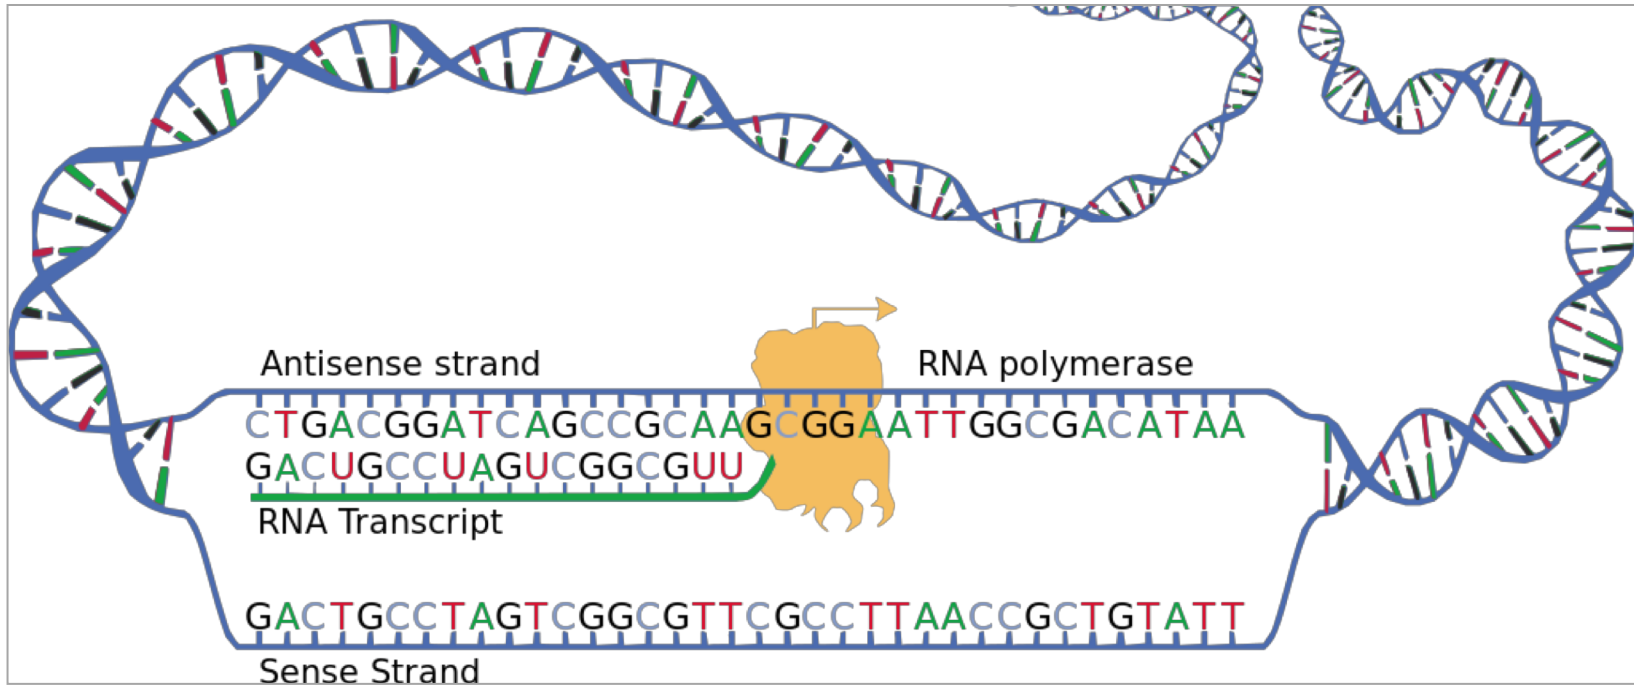 Antisense strand
RNA polymerase
CTGACGGATCAGCCGCAAGCGGAATTGGCGACATAA
GACUGCCUAGUCGGCGUU
RNA Transcript
GACTGCCTAGTCGGCGTTCGCCTTAACCGCTGTATT
Sense Strand